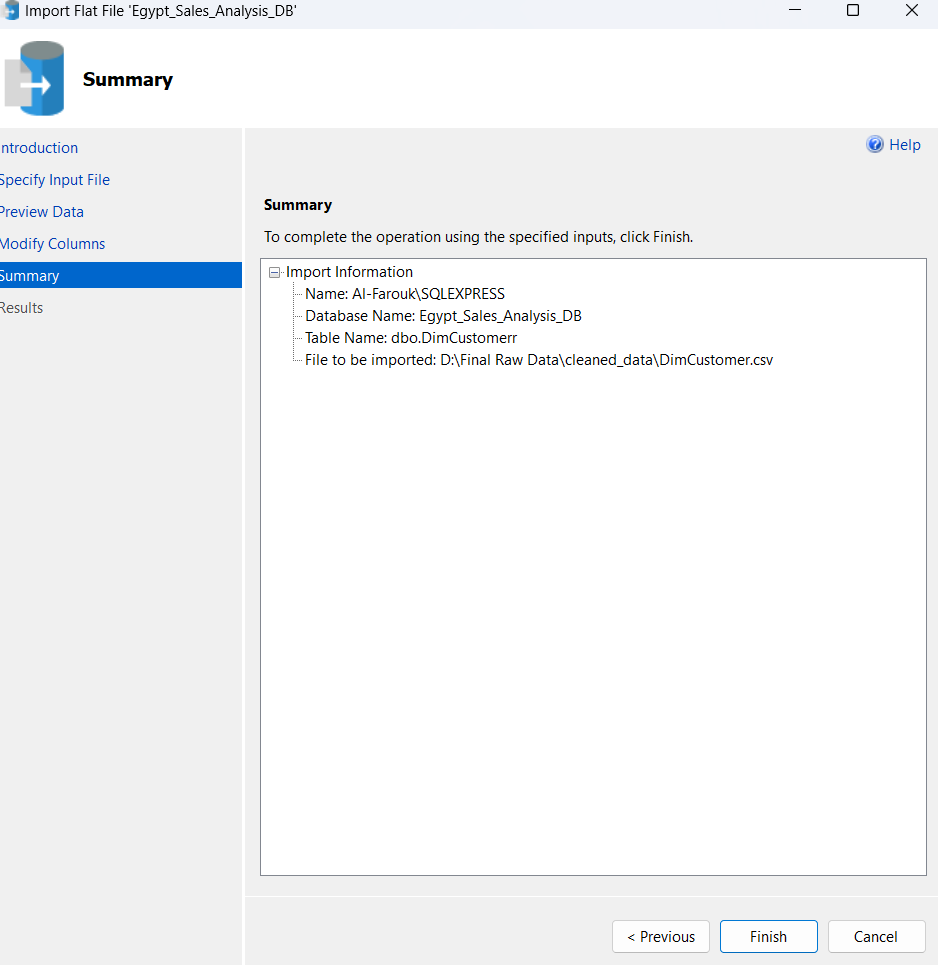 Import Flat File 'Egypt_Sales_Analysis_DB'
Summary
ntroduction
Specify Input File
Preview Data
Modify Columns
Summary
Results
Help
Summary
To complete the operation using the specified inputs, click Finish.
Import Information
Name: Al-Farouk\SQLEXPRESS
Database Name: Egypt_Sales_Analysis_DB
Table Name: dbo.DimCustomerr
File to be imported: D:\Final Raw Data\cleaned_data\DimCustomer.csv
< Previous
Finish
Cancel